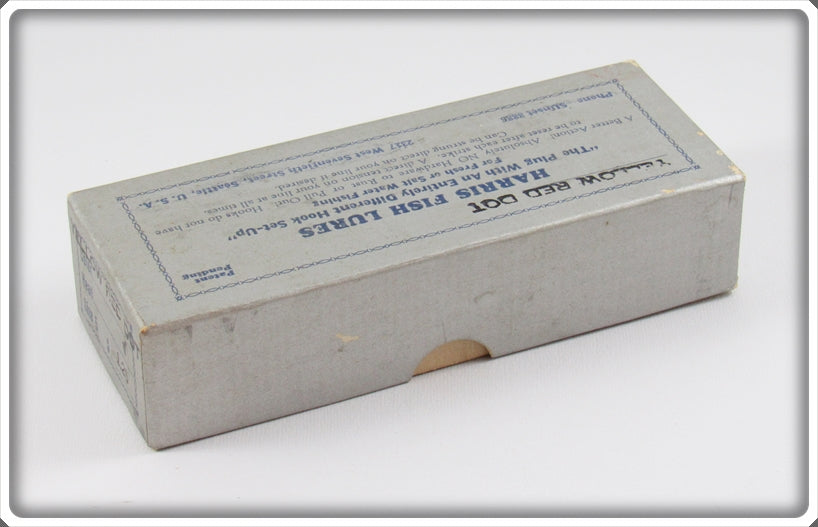 YELLOW RED DOT
HARRIS FISH LURES
"The Plug With An Entirely Different Hook Set-Up"
For Fresh or Salt Water Fishing
A Better Action! Absolutely NO Hardware to Rust or Pull Out. Hooks do not have
to be reset after each strike. A sure tension on your line at all times.
Can be strung direct on your line if desired.
Phone SUnset
2237 West Seventieth Street, Seattle, U. S. A.
Patent
Pending